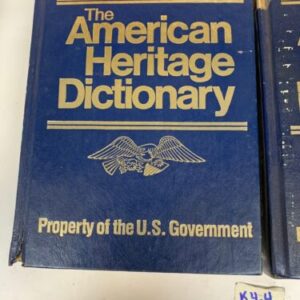 The
American
Heritage
Dictionary
Property of the U.S. Government
K4-4